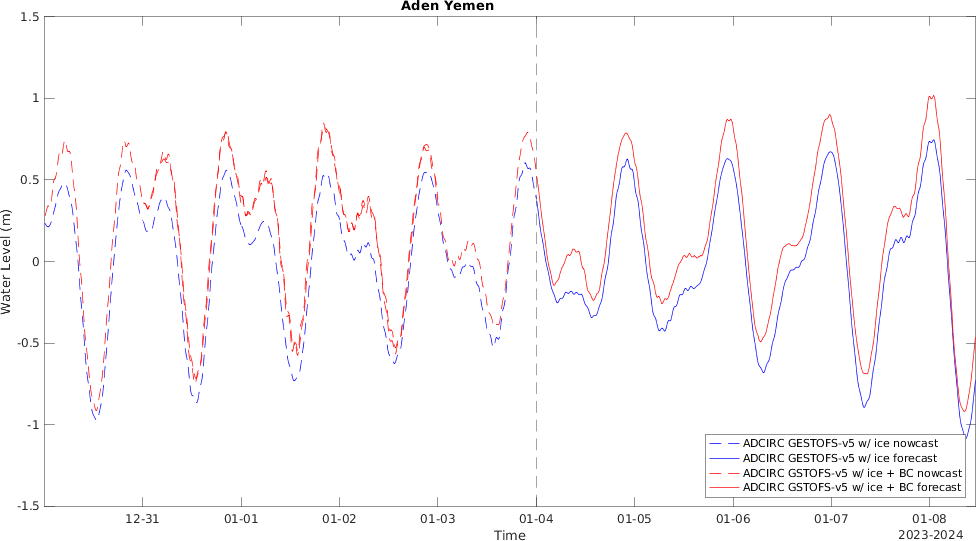 Aden Yemen
1.5
1
0.5
0
-0.5
-1
-1.5
Water Level (m)
12-31
01-01
01-02
01-03
01-04
01-05
01-06
01-07
01-08
Time
2023-2024
ADCIRC GESTOFS-v5 w/ ice nowcast
ADCIRC GESTOFS-v5 w/ ice forecast
ADCIRC GSTOFS-v5 w/ ice + BC nowcast
ADCIRC GSTOFS-v5 w/ ice + BC forecast